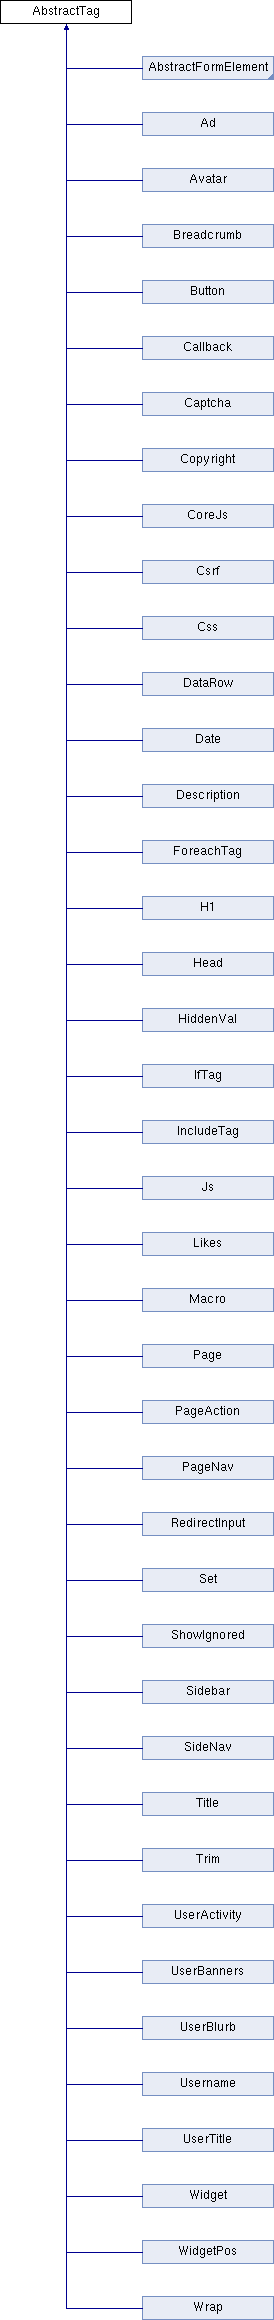 AbstractTag
AbstractFormElement
Ad
Avatar
Breadcrumb
Button
Callback
Captcha
Copyright
CoreJs
Csrf
Css
DataRow
Date
Description
ForeachTag
H1
Head
HiddenVal
IfTag
IncludeTag
Js
Likes
Macro
Page
PageAction
PageNav
RedirectInput
Set
ShowIgnored
Sidebar
SideNav
Title
Trim
UserActivity
UserBanners
UserBlurb
Username
UserTitle
Widget
WidgetPos
Wrap